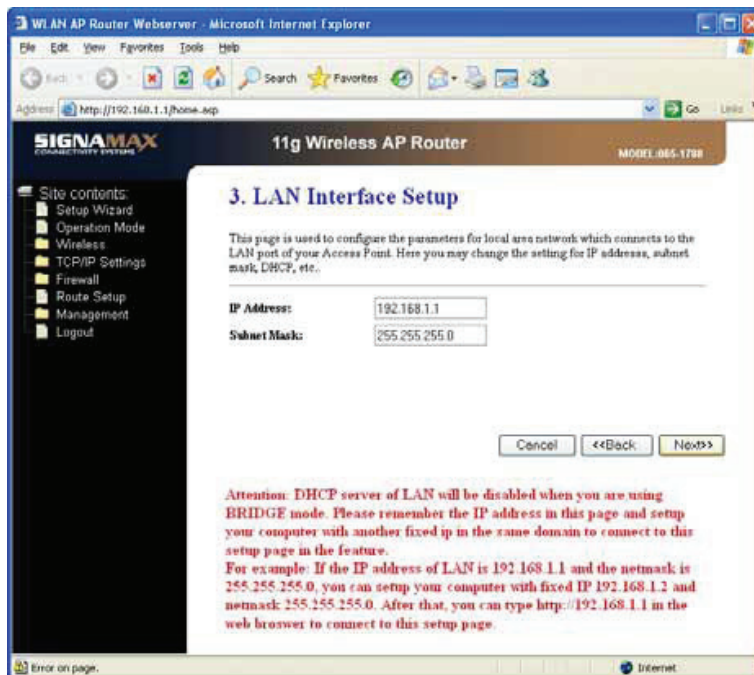 WLAN AP Router Webserver - Microsoft Internet Explorer
File Edit View Favorites Tools Help
Back Search Favorites
Address http://192.168.1.1/home.asp Go Links
SIGNAMAX
CONNECTIVITY SYSTEMS
11g Wireless AP Router
MODEL:065-1798
Site contents:
Setup Wizard
Operation Mode
Wireless
TCP/IP Settings
Firewall
Route Setup
Management
Logout
3. LAN Interface Setup
This page is used to configure the parameters for local area network which connects to the
LAN port of your Access Point. Here you may change the setting for IP addresss, subnet
mask, DHCP, etc..
IP Address: 192.168.1.1
Subnet Mask: 255.255.255.0
Cancel <<Back Next>>
Attention: DHCP server of LAN will be disabled when you are using
BRIDGE mode. Please remember the IP address in this page and setup
your computer with another fixed ip in the same domain to connect to this
setup page in the feature.
For example: If the IP address of LAN is 192.168.1.1 and the netmask is
255.255.255.0, you can setup your computer with fixed IP 192.168.1.2 and
netmask 255.255.255.0. After that, you can type http://192.168.1.1 in the
web broswer to connect to this setup page.
Error on page. Internet